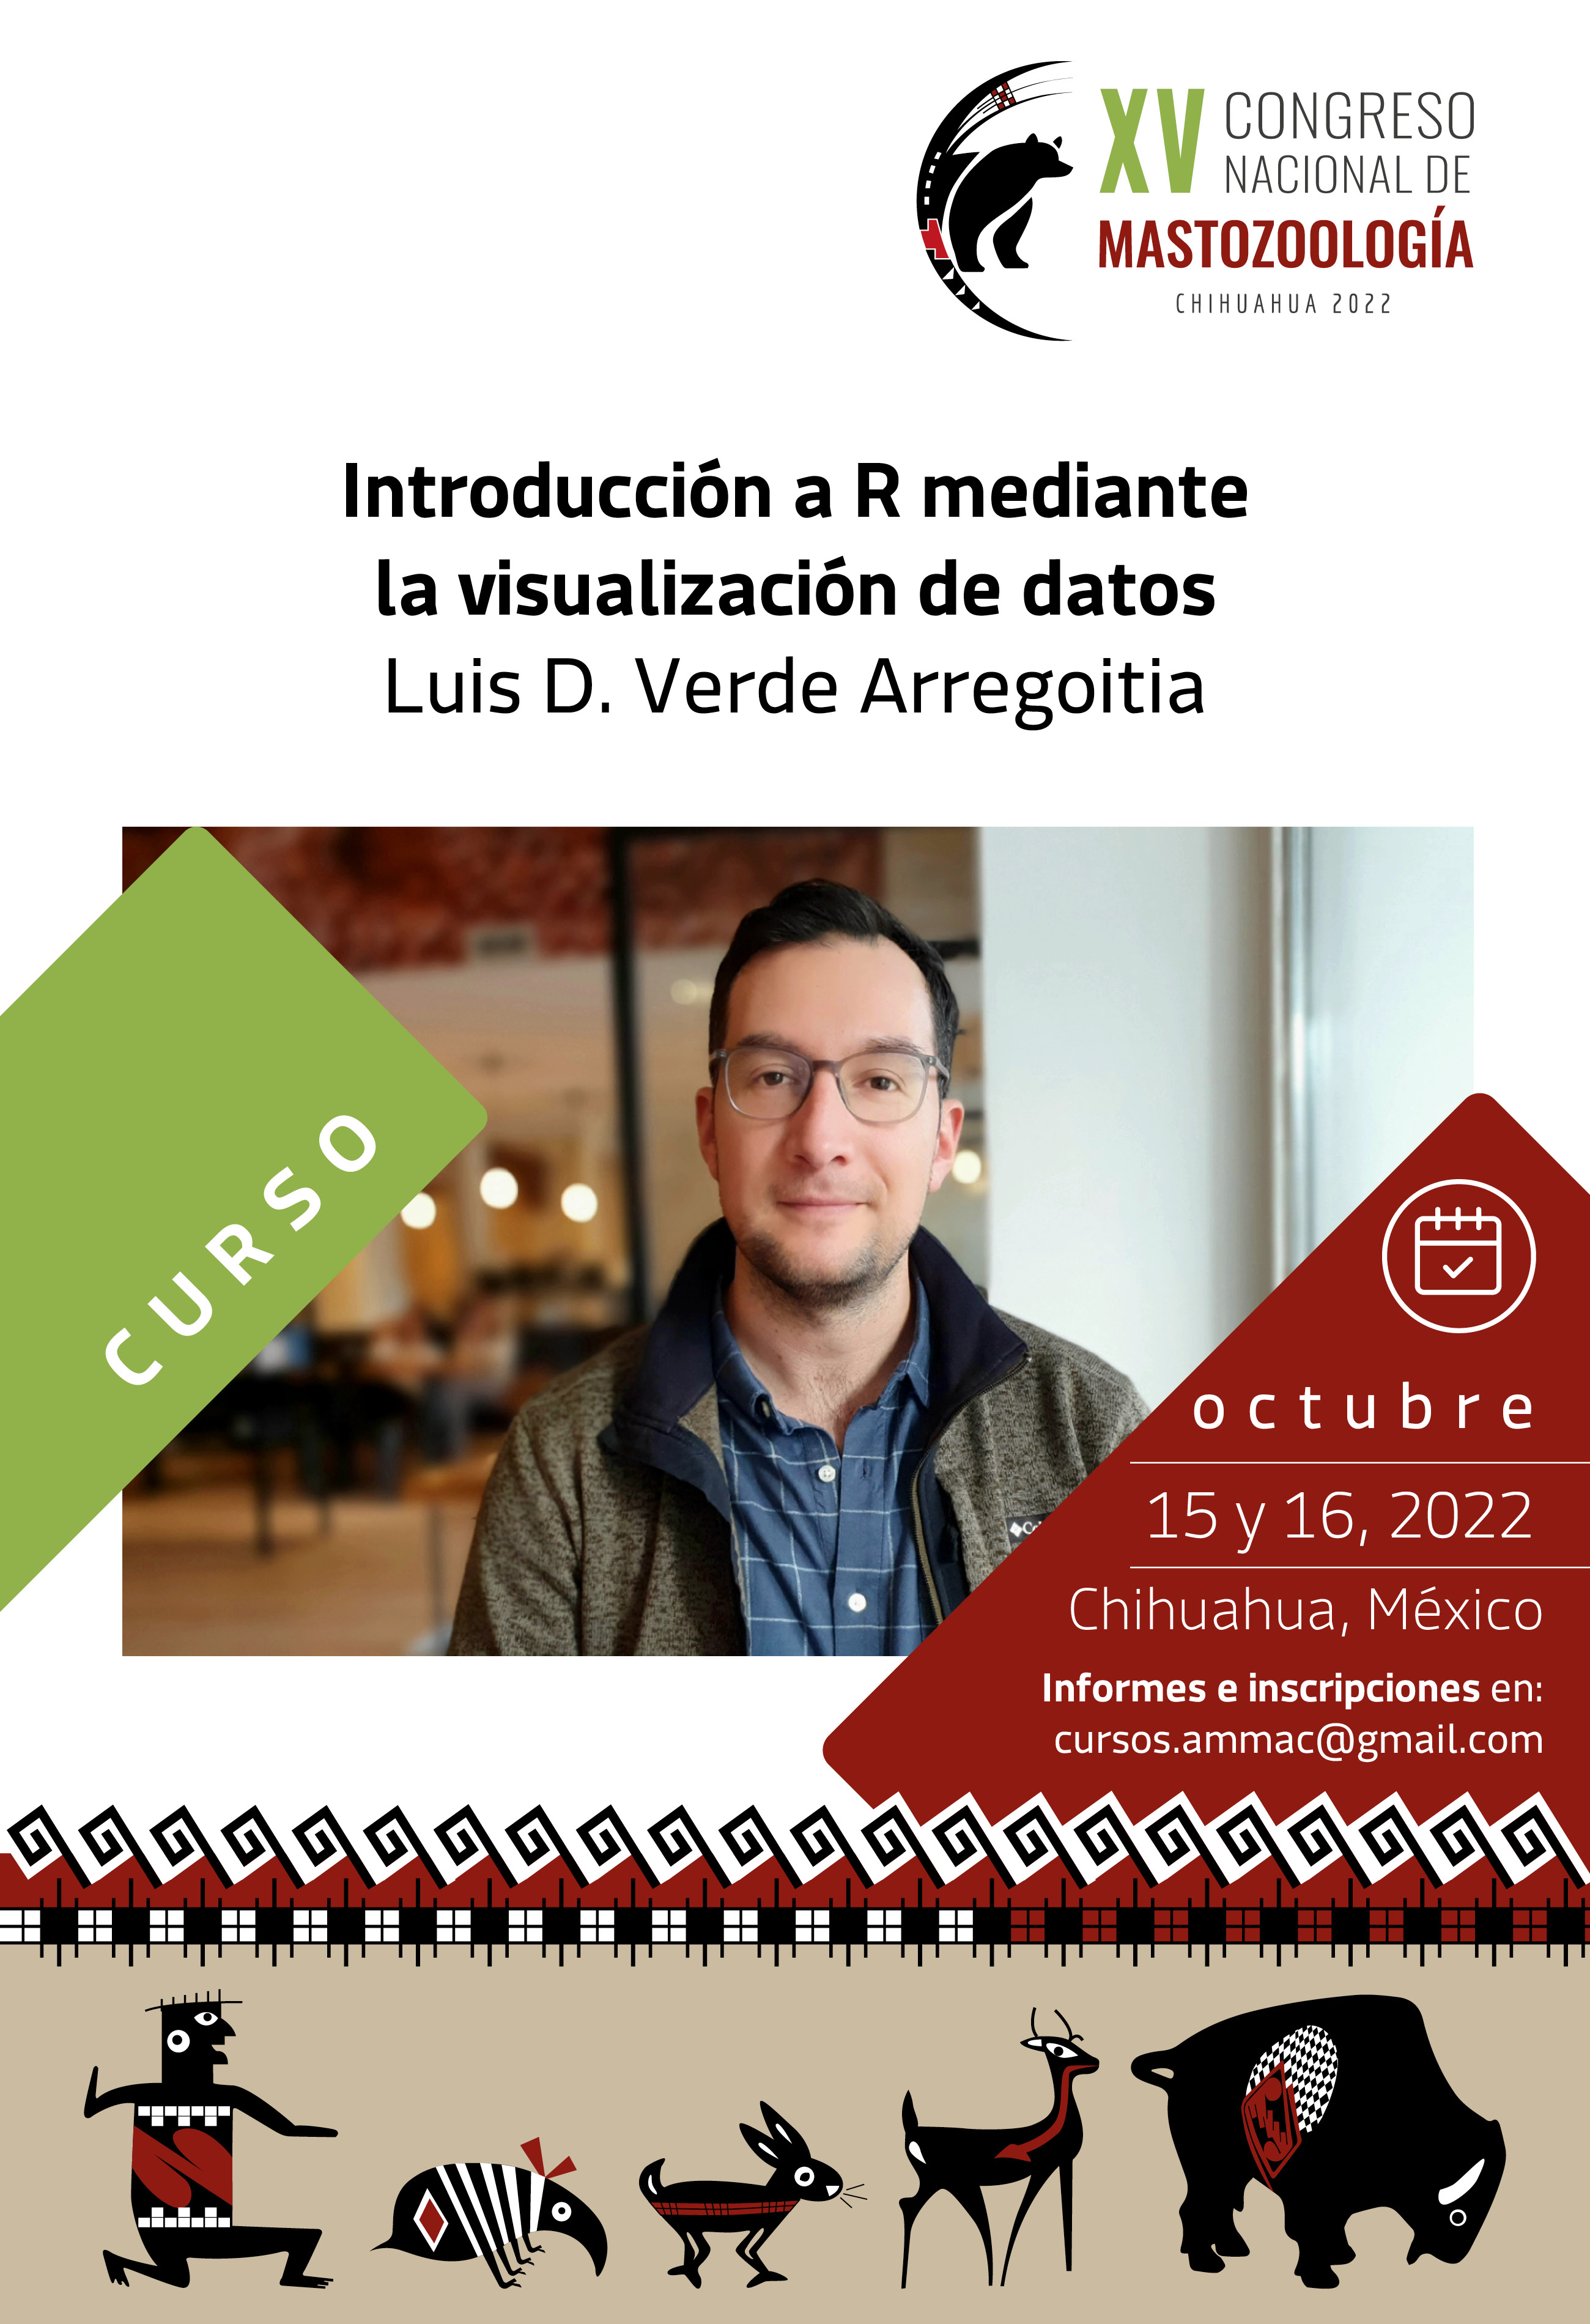 XV CONGRESO
NACIONAL DE
MASTOZOOLOGÍA
CHIHUAHUA 2022
Introducción a R mediante
la visualización de datos
Luis D. Verde Arregoitia
CURSO
octubre
15 y 16, 2022
Chihuahua, México
Informes e inscripciones en:
cursos.ammac@gmail.com